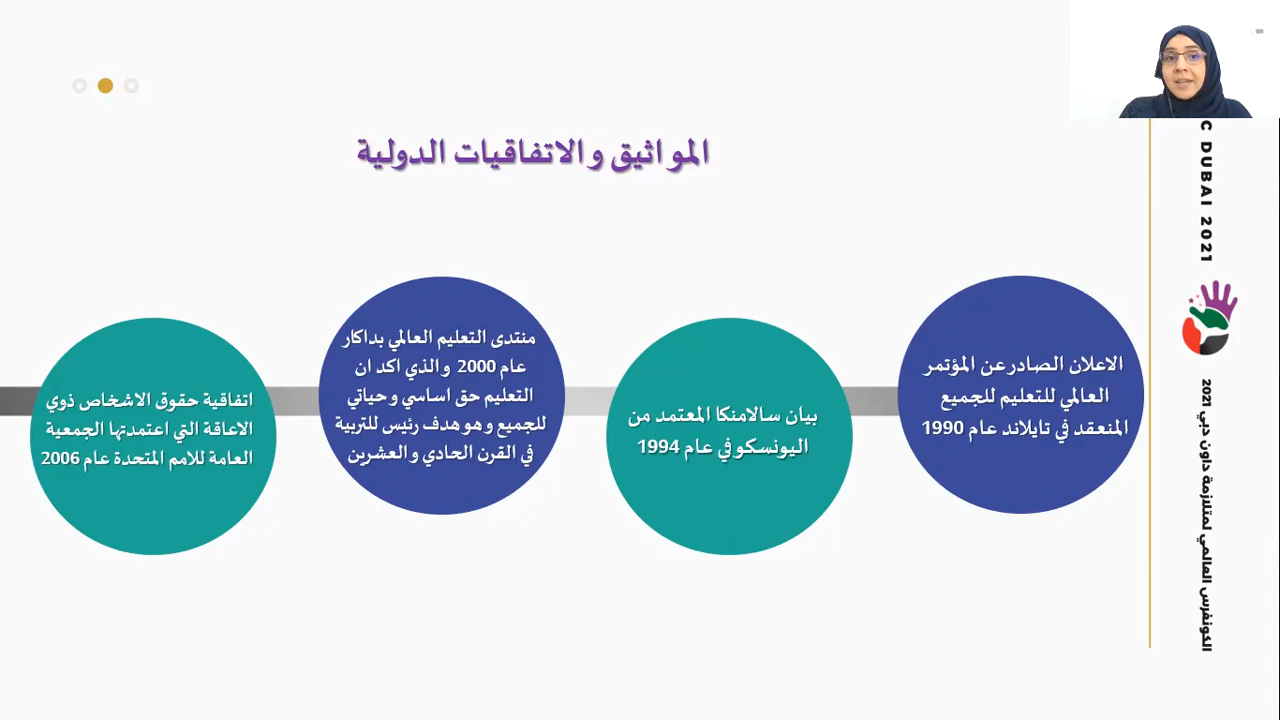 المواثيق والاتفاقيات الدولية
الاعلان الصادر عن المؤتمر
العالمي للتعليم للجميع
المنعقد في تايلاند عام 1990
بيان سالامنكا المعتمد من
اليونسكو في عام 1994
منتدى التعليم العالمي بداكار
عام 2000 والذي اكد ان
التعليم حق اساسي وحياتي
للجميع وهو هدف رئيس للتربية
في القرن الحادي والعشرين
اتفاقية حقوق الاشخاص ذوي
الاعاقة التي اعتمدتها الجمعية
العامة للامم المتحدة عام 2006
C DUBAI 2021
الكونفرس العالمي لمتلازمة داون دبي 2021